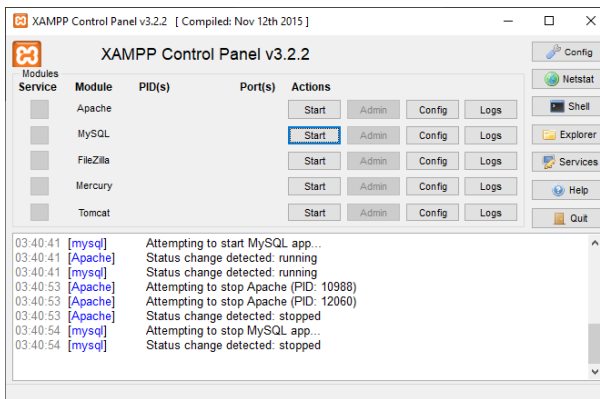 XAMPP Control Panel v3.2.2 [ Compiled: Nov 12th 2015 ]
XAMPP Control Panel v3.2.2
Config
Modules
Service Module PID(s) Port(s) Actions
Netstat
Apache Start Admin Config Logs
Shell
MySQL Start Admin Config Logs
Explorer
FileZilla Start Admin Config Logs
Services
Mercury Start Admin Config Logs
Help
Tomcat Start Admin Config Logs
Quit
03:40:41 [mysql] Attempting to start MySQL app...
03:40:41 [Apache] Status change detected: running
03:40:41 [mysql] Status change detected: running
03:40:53 [Apache] Attempting to stop Apache (PID: 10988)
03:40:53 [Apache] Attempting to stop Apache (PID: 12060)
03:40:53 [Apache] Status change detected: stopped
03:40:54 [mysql] Attempting to stop MySQL app...
03:40:54 [mysql] Status change detected: stopped